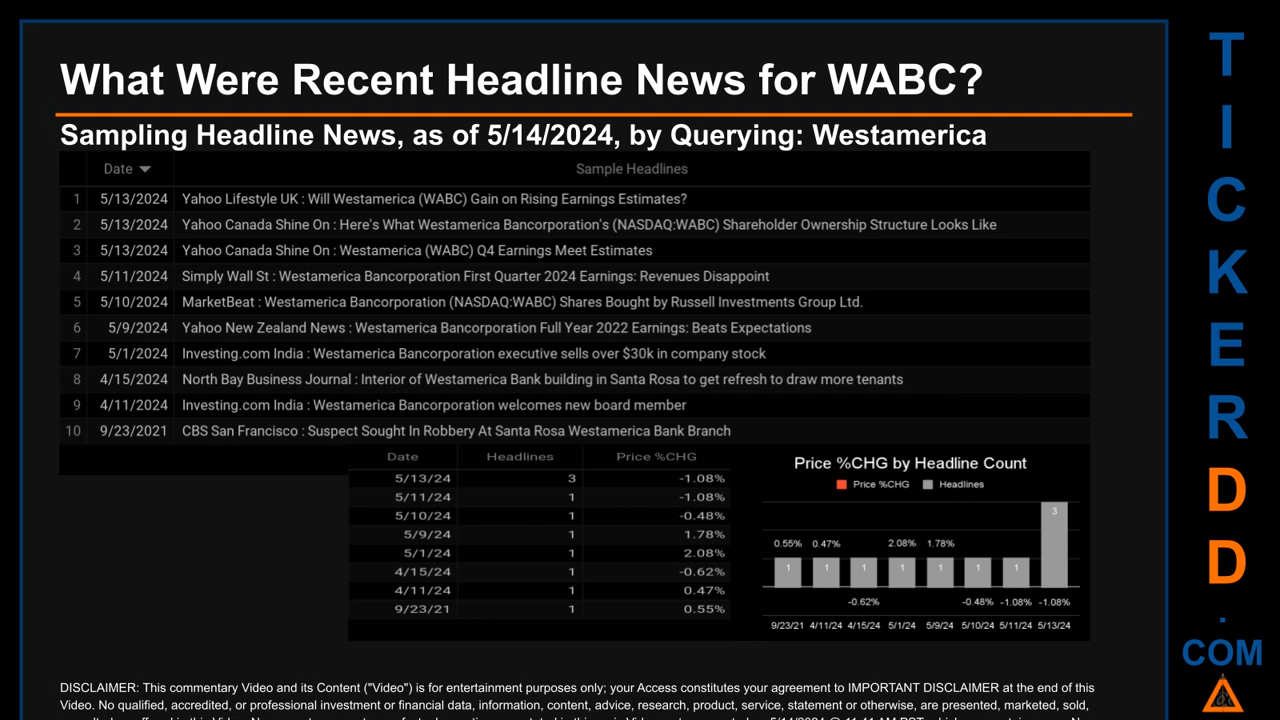 What Were Recent Headline News for WABC?
Sampling Headline News, as of 5/14/2024, by Querying: Westamerica
Date Sample Headlines
1 5/13/2024 Yahoo Lifestyle UK : Will Westamerica (WABC) Gain on Rising Earnings Estimates?
2 5/13/2024 Yahoo Canada Shine On : Here's What Westamerica Bancorporation's (NASDAQ:WABC) Shareholder Ownership Structure Looks Like
3 5/13/2024 Yahoo Canada Shine On : Westamerica (WABC) Q4 Earnings Meet Estimates
4 5/11/2024 Simply Wall St : Westamerica Bancorporation First Quarter 2024 Earnings: Revenues Disappoint
5 5/10/2024 MarketBeat : Westamerica Bancorporation (NASDAQ:WABC) Shares Bought by Russell Investments Group Ltd.
6 5/9/2024 Yahoo New Zealand News : Westamerica Bancorporation Full Year 2022 Earnings: Beats Expectations
7 5/1/2024 Investing.com India : Westamerica Bancorporation executive sells over $30k in company stock
8 4/15/2024 North Bay Business Journal : Interior of Westamerica Bank building in Santa Rosa to get refresh to draw more tenants
9 4/11/2024 Investing.com India : Westamerica Bancorporation welcomes new board member
10 9/23/2021 CBS San Francisco : Suspect Sought In Robbery At Santa Rosa Westamerica Bank Branch
Date Headlines Price %CHG
5/13/24 3 -1.08%
5/11/24 1 -1.08%
5/10/24 1 -0.48%
5/9/24 1 1.78%
5/1/24 1 2.08%
4/15/24 1 -0.62%
4/11/24 1 0.47%
9/23/21 1 0.55%
Price %CHG by Headline Count
Price %CHG Headlines
3
0.55% 0.47% 2.08% 1.78%
1 1 1 1 1 1 1
-0.62% -0.48% -1.08% -1.08%
9/23/21 4/11/24 4/15/24 5/1/24 5/9/24 5/10/24 5/11/24 5/13/24
DISCLAIMER: This commentary Video and its Content ("Video") is for entertainment purposes only; your Access constitutes your agreement to IMPORTANT DISCLAIMER at the end of this
Video. No qualified, accredited, or professional investment or financial data, information, content, advice, research, product, service, statement or otherwise, are presented, marketed, sold,
TICKERDD.COM